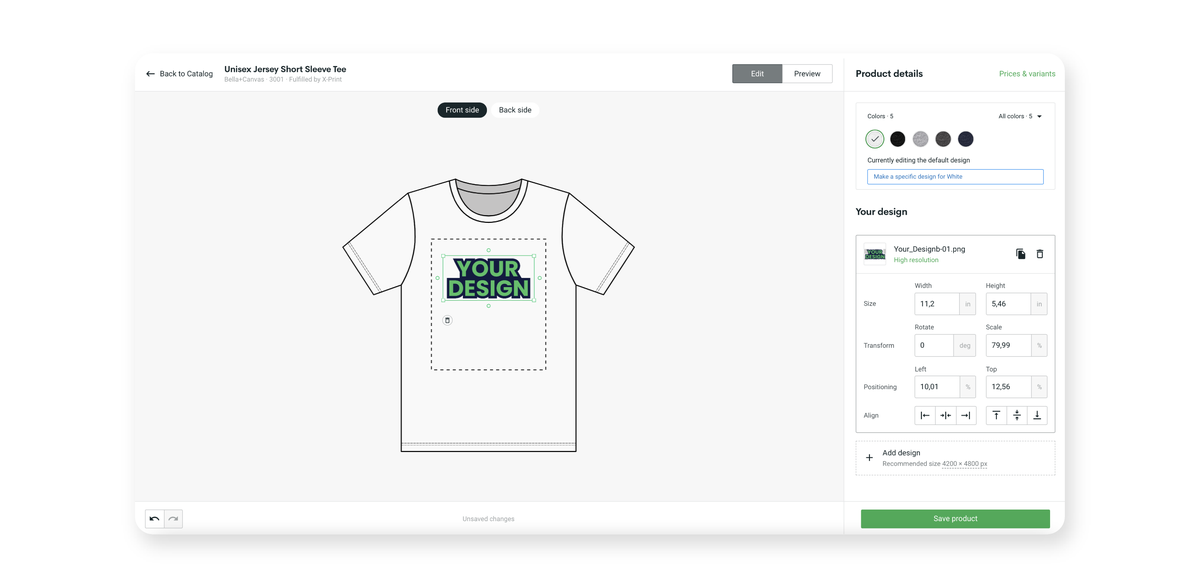 Back to Catalog
Unisex Jersey Short Sleeve Tee
Bella+Canvas · 3001 · Fulfilled by X-Print
Edit
Preview
Product details
Prices & variants
Front side
Back side
Colors · 5
All colors · 5
Currently editing the default design
Make a specific design for White
Your design
YOUR
DESIGN
YOUR
DESIGN
Your_Designb-01.png
High resolution
Width
Height
Size
11,2
in
5,46
in
Rotate
Scale
Transform
0
deg
79,99
%
Left
Top
Positioning
10,01
%
12,56
%
Align
Add design
Recommended size 4200 × 4800 px
Unsaved changes
Save product